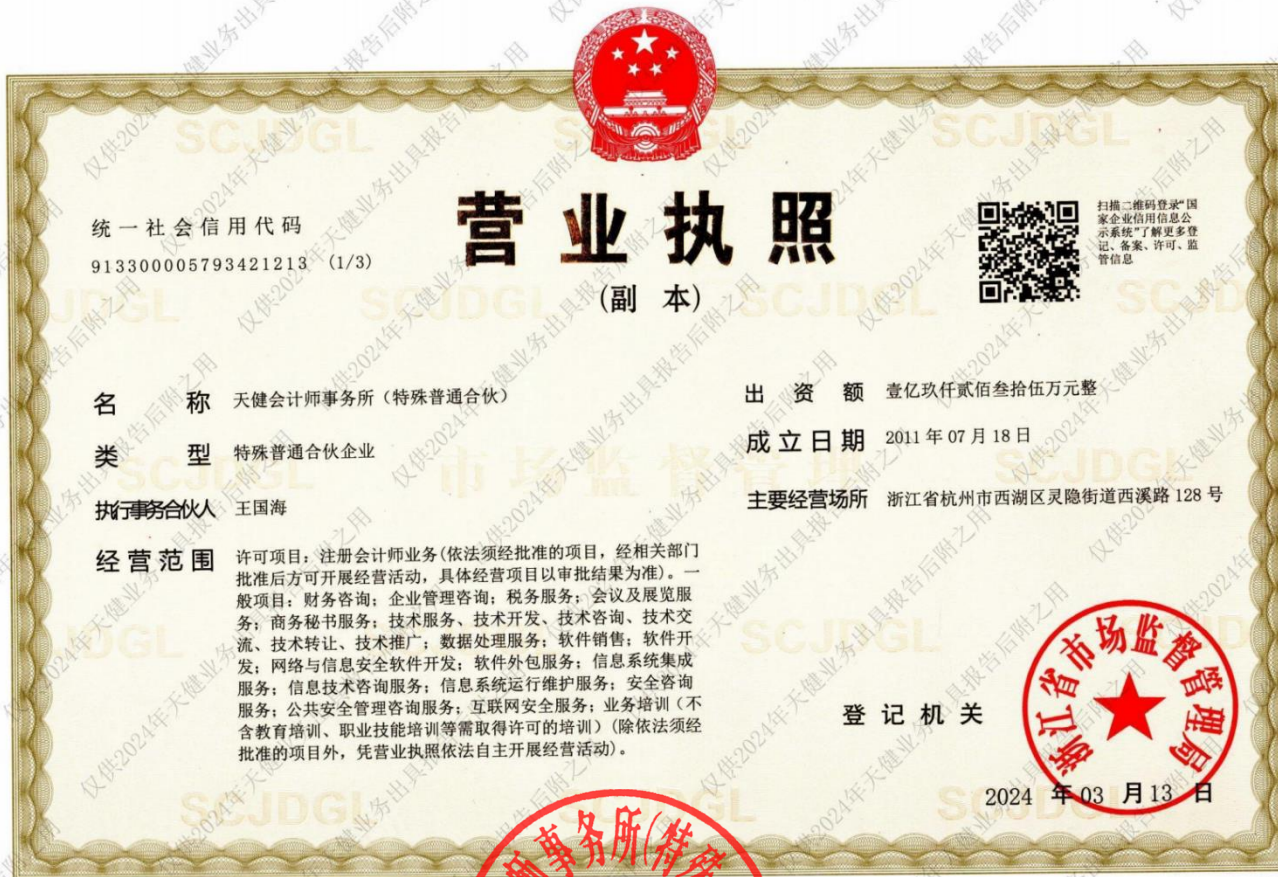 统一社会信用代码
913300005793421213 (1/3)
营业执照
(副 本)
扫描二维码登录“国
家企业信用信息公
示系统”了解更多登
记、备案、许可、监
管信息
名 称 天健会计师事务所（特殊普通合伙）
类 型 特殊普通合伙企业
执行事务合伙人 王国海
经营范围 许可项目：注册会计师业务(依法须经批准的项目，经相关部门
批准后方可开展经营活动，具体经营项目以审批结果为准)。一
般项目：财务咨询；企业管理咨询；税务服务；会议及展览服
务；商务秘书服务；技术服务、技术开发、技术咨询、技术交
流、技术转让、技术推广；数据处理服务；软件销售；软件开
发；网络与信息安全软件开发；软件外包服务；信息系统集成
服务；信息技术咨询服务；信息系统运行维护服务；安全咨询
服务；公共安全管理咨询服务；互联网安全服务；业务培训（不
含教育培训、职业技能培训等需取得许可的培训）(除依法须经
批准的项目外，凭营业执照依法自主开展经营活动)。
出 资 额 壹亿玖仟贰佰叁拾伍万元整
成立日期 2011 年 07 月 18 日
主要经营场所 浙江省杭州市西湖区灵隐街道西溪路 128 号
登记机关
浙江省市场监督管理局
2024 年 03 月 13 日
师事务所(特殊
SCJDGL
市场监督管理
仅供2024年天健业务出具报告后附之用